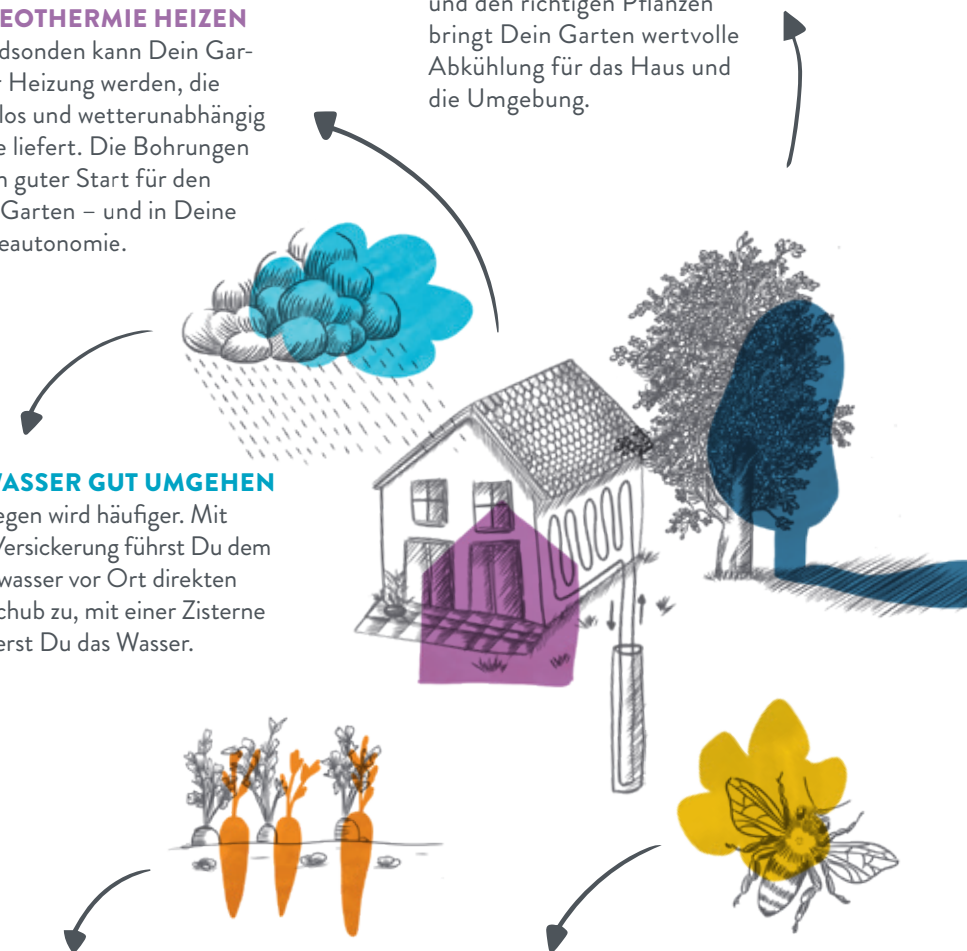 EOTHERMIE HEIZEN
dsonden kann Dein Gar-
r Heizung werden, die
los und wetterunabhängig
e liefert. Die Bohrungen
n guter Start für den
Garten – und in Deine
eautonomie.
und den richtigen Pflanzen
bringt Dein Garten wertvolle
Abkühlung für das Haus und
die Umgebung.
WASSER GUT UMGEHEN
egen wird häufiger. Mit
Versickerung führst Du dem
wasser vor Ort direkten
chub zu, mit einer Zisterne
erst Du das Wasser.